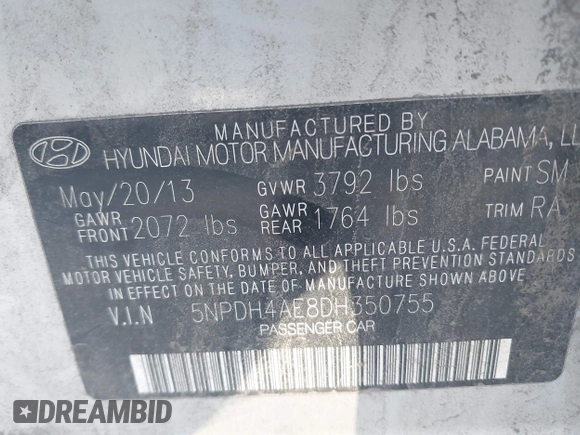 MANUFACTURED BY
HYUNDAI MOTOR MANUFACTURING ALABAMA, LL
May/20/13 GVWR 3792 lbs PAINT SM
GAWR FRONT 2072 lbs GAWR REAR 1764 lbs TRIM RA
THIS VEHICLE CONFORMS TO ALL APPLICABLE U.S.A. FEDERAL
MOTOR VEHICLE SAFETY, BUMPER, AND THEFT PREVENTION STANDARDS
IN EFFECT ON THE DATE OF MANUFACTURE SHOWN ABOVE.
V.I.N 5NPDH4AE8DH350755
PASSENGER CAR
DREAMBID